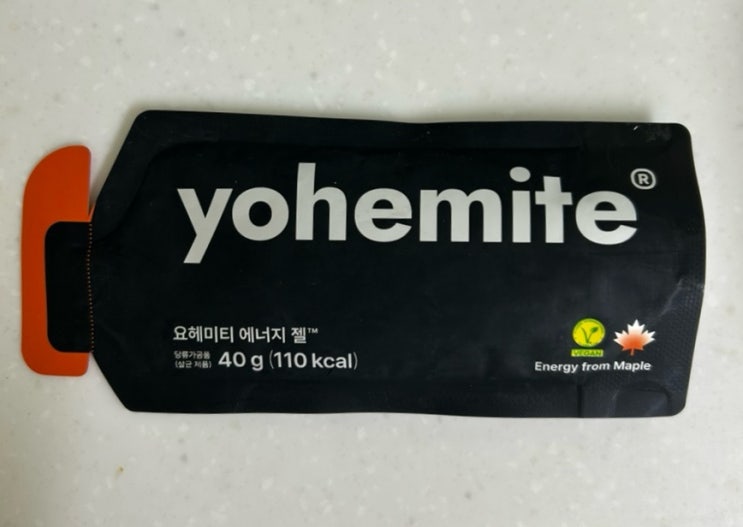 yohemite®
요헤미티 에너지 젤™
당류가공품
(살균 제품) 40 g (110 kcal)
VEGAN
Energy from Maple